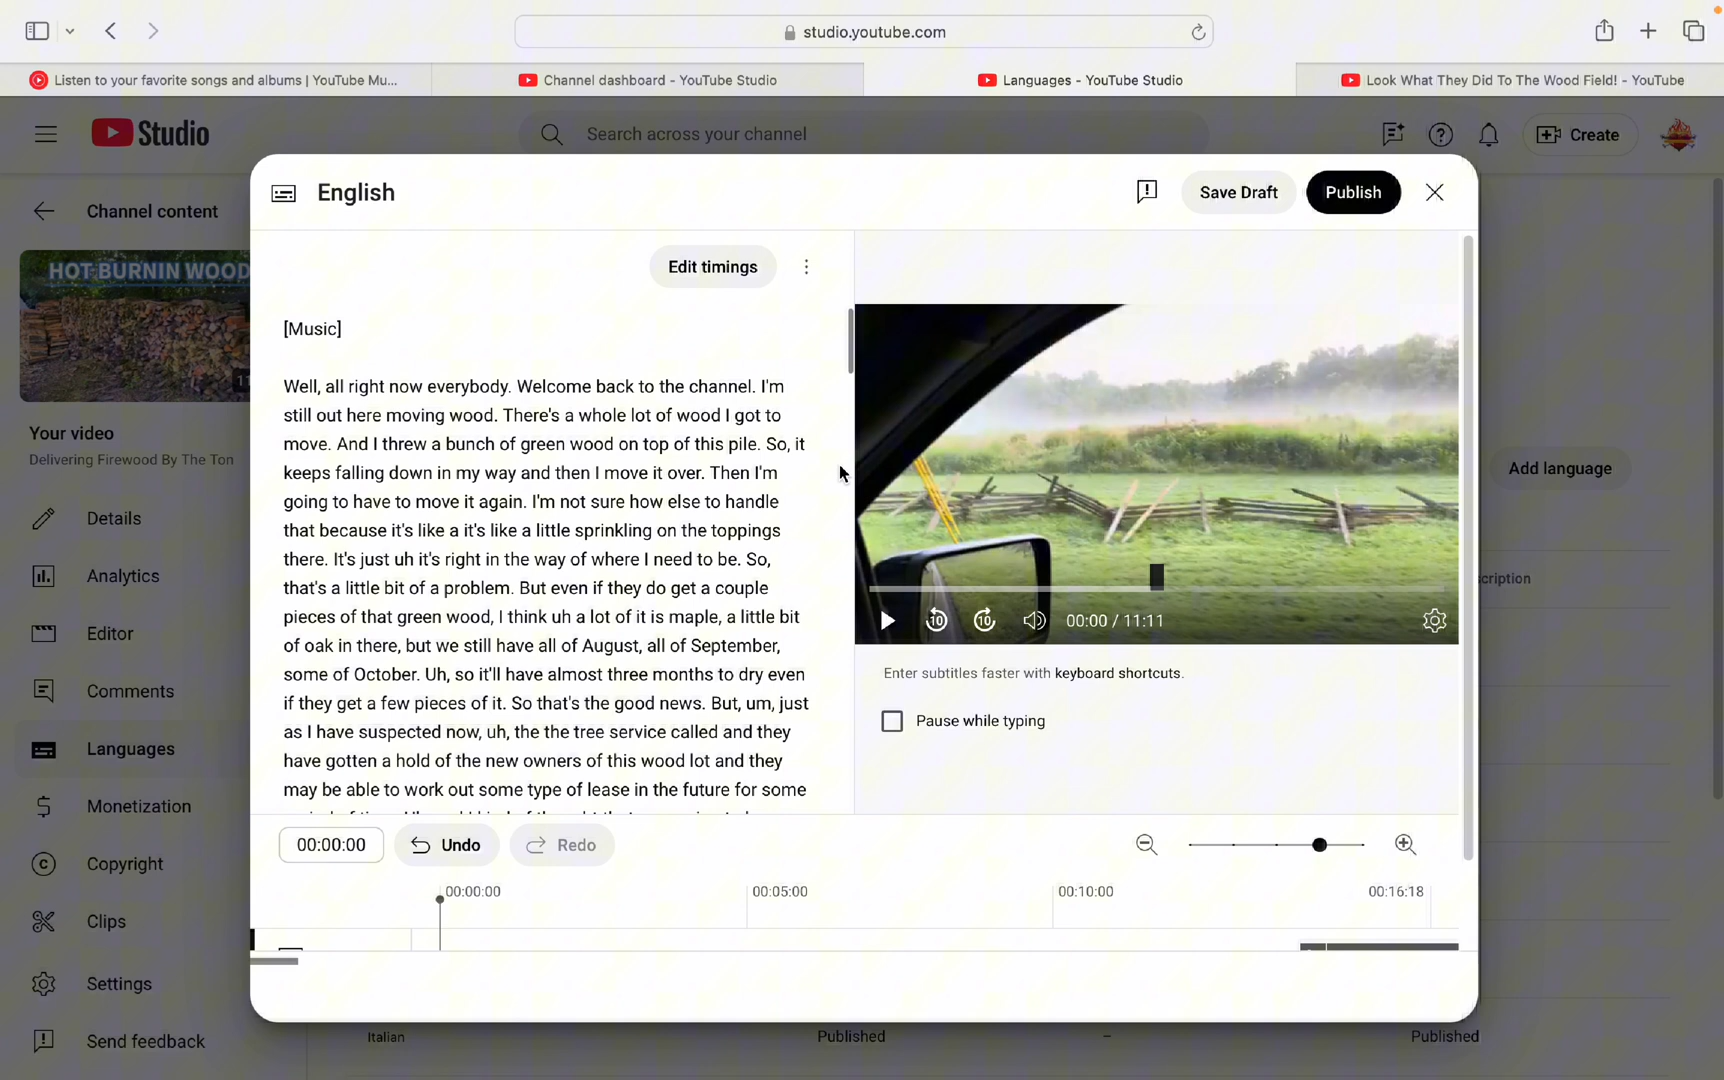 studio.youtube.com
Listen to your favorite songs and albums | YouTube Mu...
Channel dashboard - YouTube Studio
Languages - YouTube Studio
Look What They Did To The Wood Field! - YouTube
Studio
Search across your channel
Create
Channel content
HOT BURNIN WOOD
11
Your video
Delivering Firewood By The Ton
Details
Analytics
Editor
Comments
Languages
Monetization
Copyright
Clips
Settings
Send feedback
English
Save Draft
Publish
Edit timings
[Music]
Well, all right now everybody. Welcome back to the channel. I'm
still out here moving wood. There's a whole lot of wood I got to
move. And I threw a bunch of green wood on top of this pile. So, it
keeps falling down in my way and then I move it over. Then I'm
going to have to move it again. I'm not sure how else to handle
that because it's like a it's like a little sprinkling on the toppings
there. It's just uh it's right in the way of where I need to be. So,
that's a little bit of a problem. But even if they do get a couple
pieces of that green wood, I think uh a lot of it is maple, a little bit
of oak in there, but we still have all of August, all of September,
some of October. Uh, so it'll have almost three months to dry even
if they get a few pieces of it. So that's the good news. But, um, just
as I have suspected now, uh, the the tree service called and they
have gotten a hold of the new owners of this wood lot and they
may be able to work out some type of lease in the future for some
10
10
00:00 / 11:11
Enter subtitles faster with keyboard shortcuts.
Pause while typing
Add language
scription
00:00:00
Undo
Redo
00:00:00
00:05:00
00:10:00
00:16:18
Italian
Published
–
Published